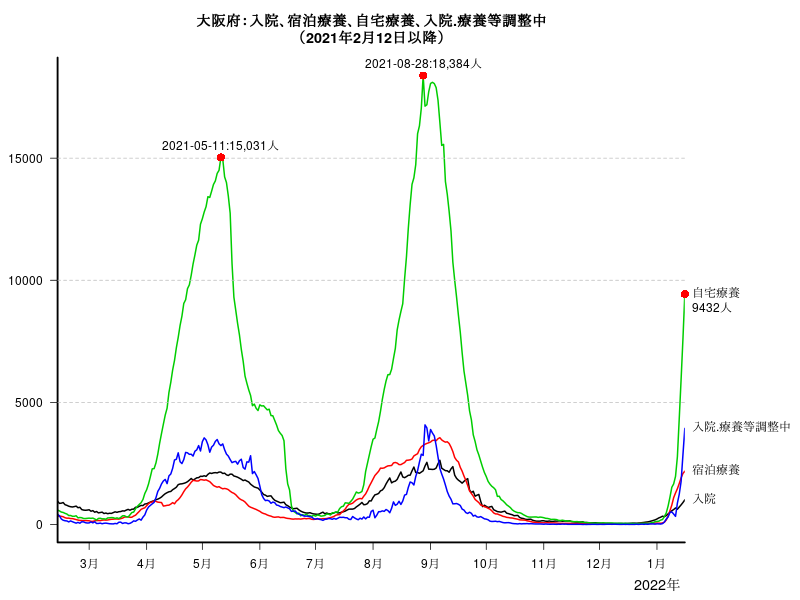 大阪府：入院、宿泊療養、自宅療養、入院.療養等調整中
（2021年2月12日以降）
2021-08-28:18,384人
2021-05-11:15,031人
15000
10000
5000
0
自宅療養
9432人
入院.療養等調整中
宿泊療養
入院
3月 4月 5月 6月 7月 8月 9月 10月 11月 12月 1月
2022年